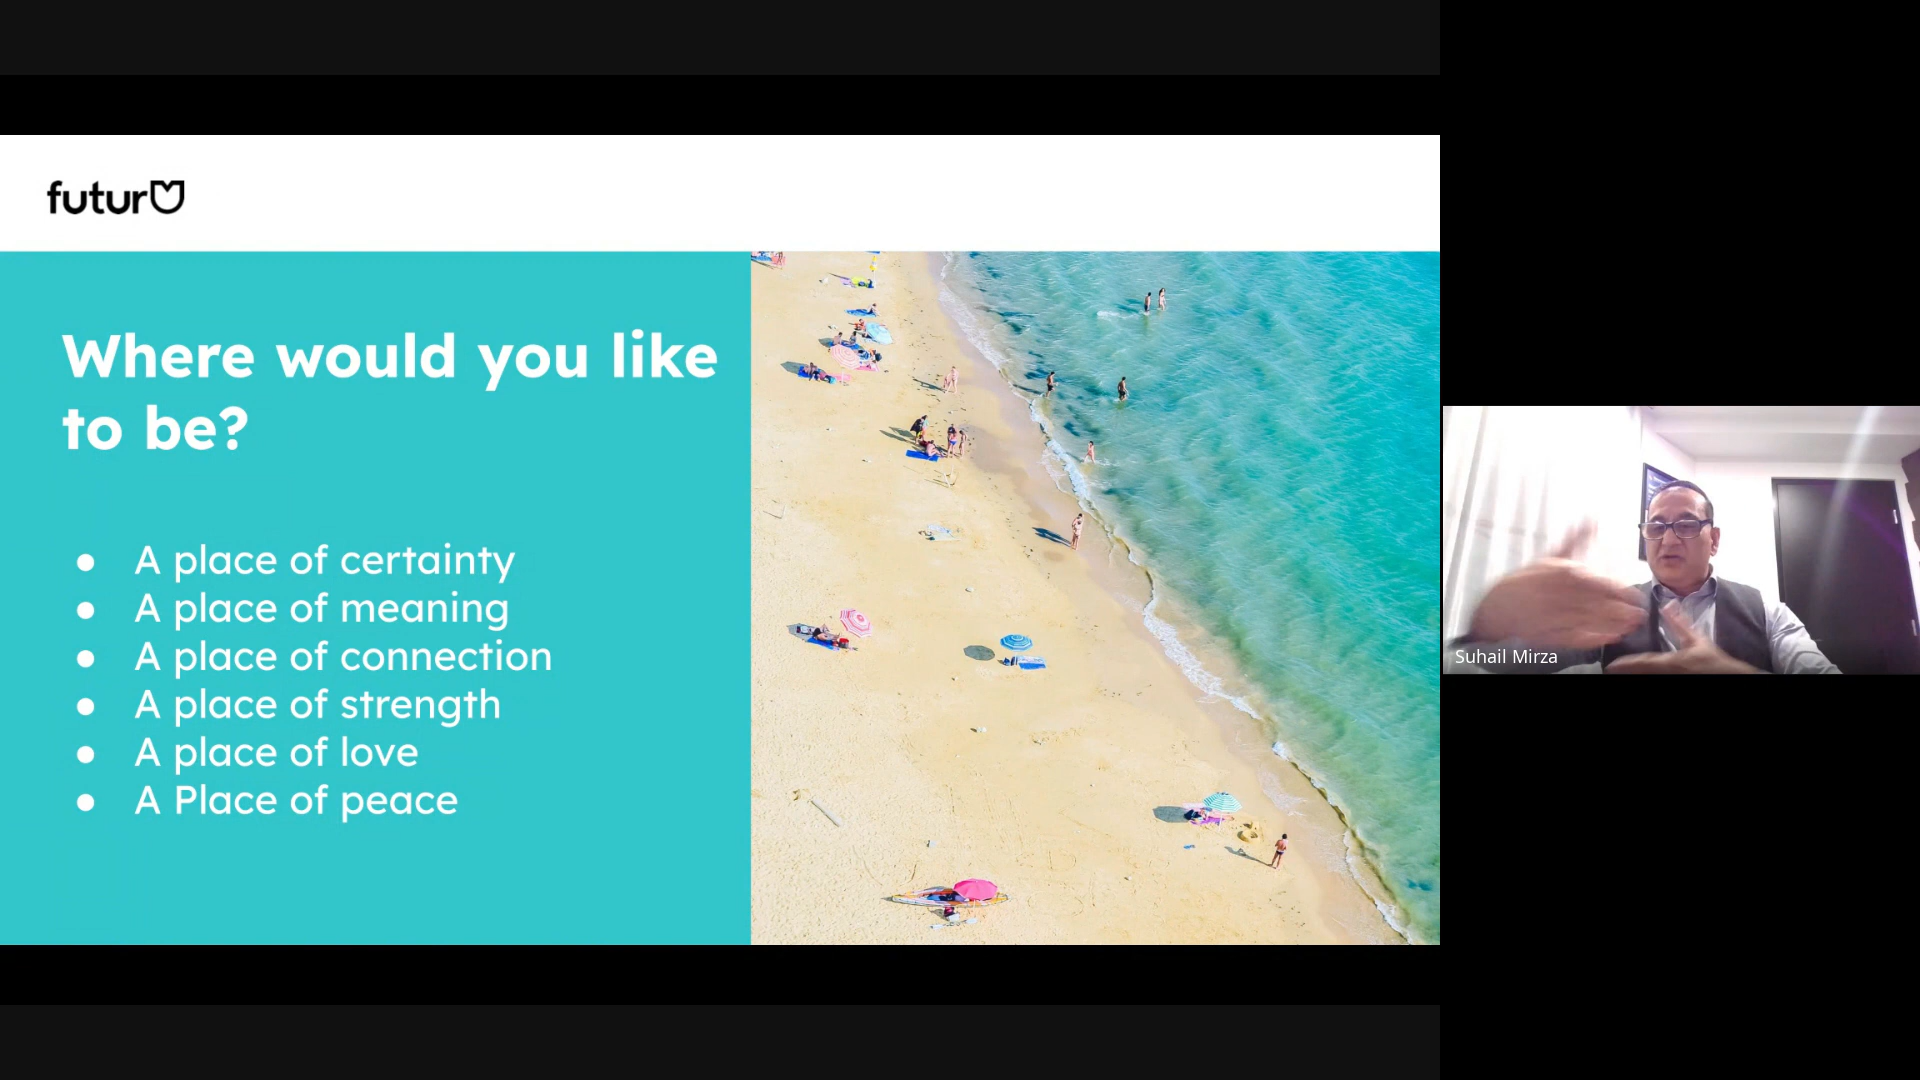 futurU
Where would you like
to be?
● A place of certainty
● A place of meaning
● A place of connection
● A place of strength
● A place of love
● A Place of peace
Suhail Mirza